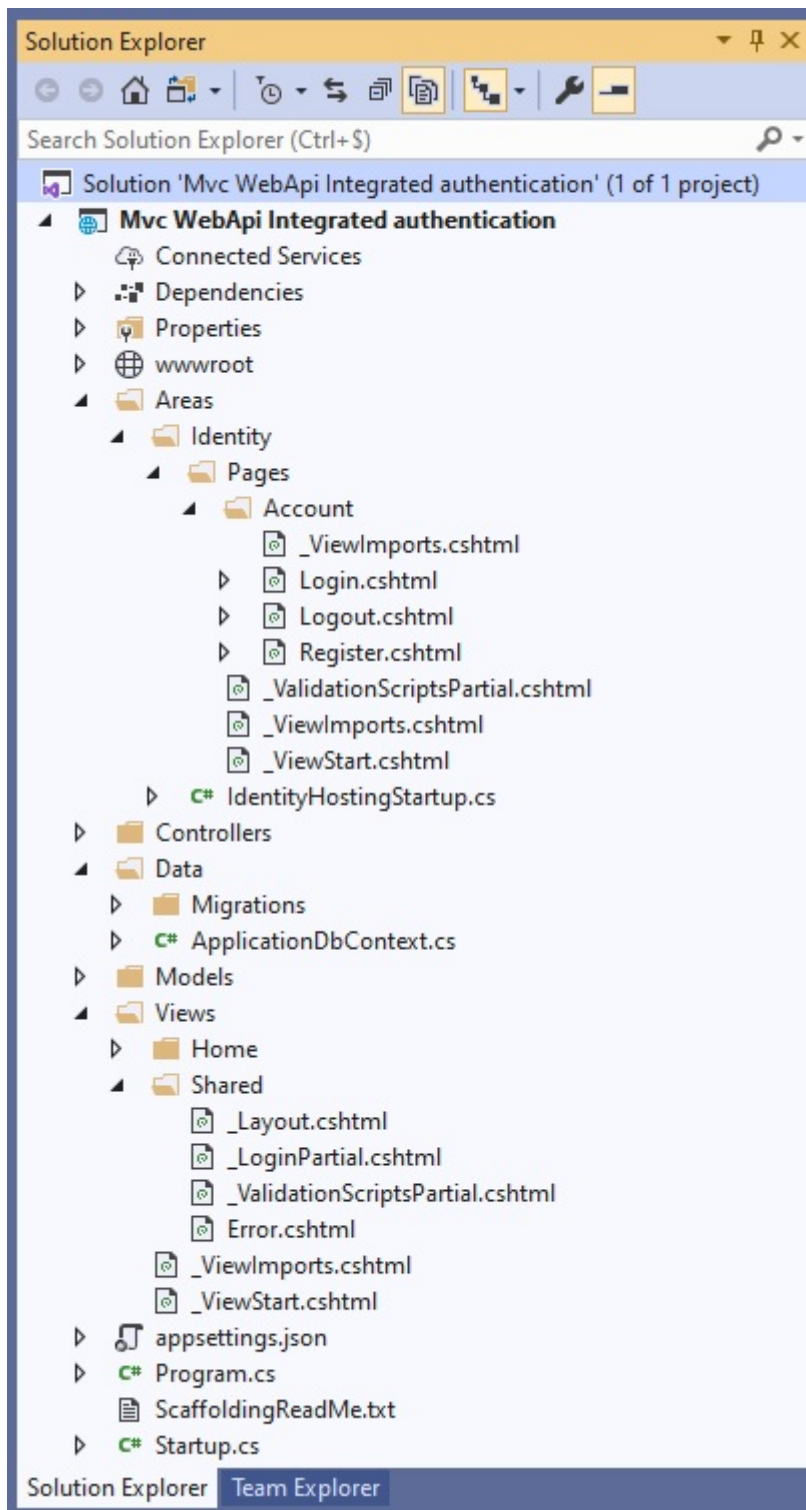 Solution Explorer
Search Solution Explorer (Ctrl+$)
Solution 'Mvc WebApi Integrated authentication' (1 of 1 project)
Mvc WebApi Integrated authentication
Connected Services
Dependencies
Properties
wwwroot
Areas
Identity
Pages
Account
_ViewImports.cshtml
Login.cshtml
Logout.cshtml
Register.cshtml
_ValidationScriptsPartial.cshtml
_ViewImports.cshtml
_ViewStart.cshtml
C# IdentityHostingStartup.cs
Controllers
Data
Migrations
C# ApplicationDbContext.cs
Models
Views
Home
Shared
_Layout.cshtml
_LoginPartial.cshtml
_ValidationScriptsPartial.cshtml
Error.cshtml
_ViewImports.cshtml
_ViewStart.cshtml
appsettings.json
C# Program.cs
ScaffoldingReadMe.txt
C# Startup.cs
Solution Explorer Team Explorer